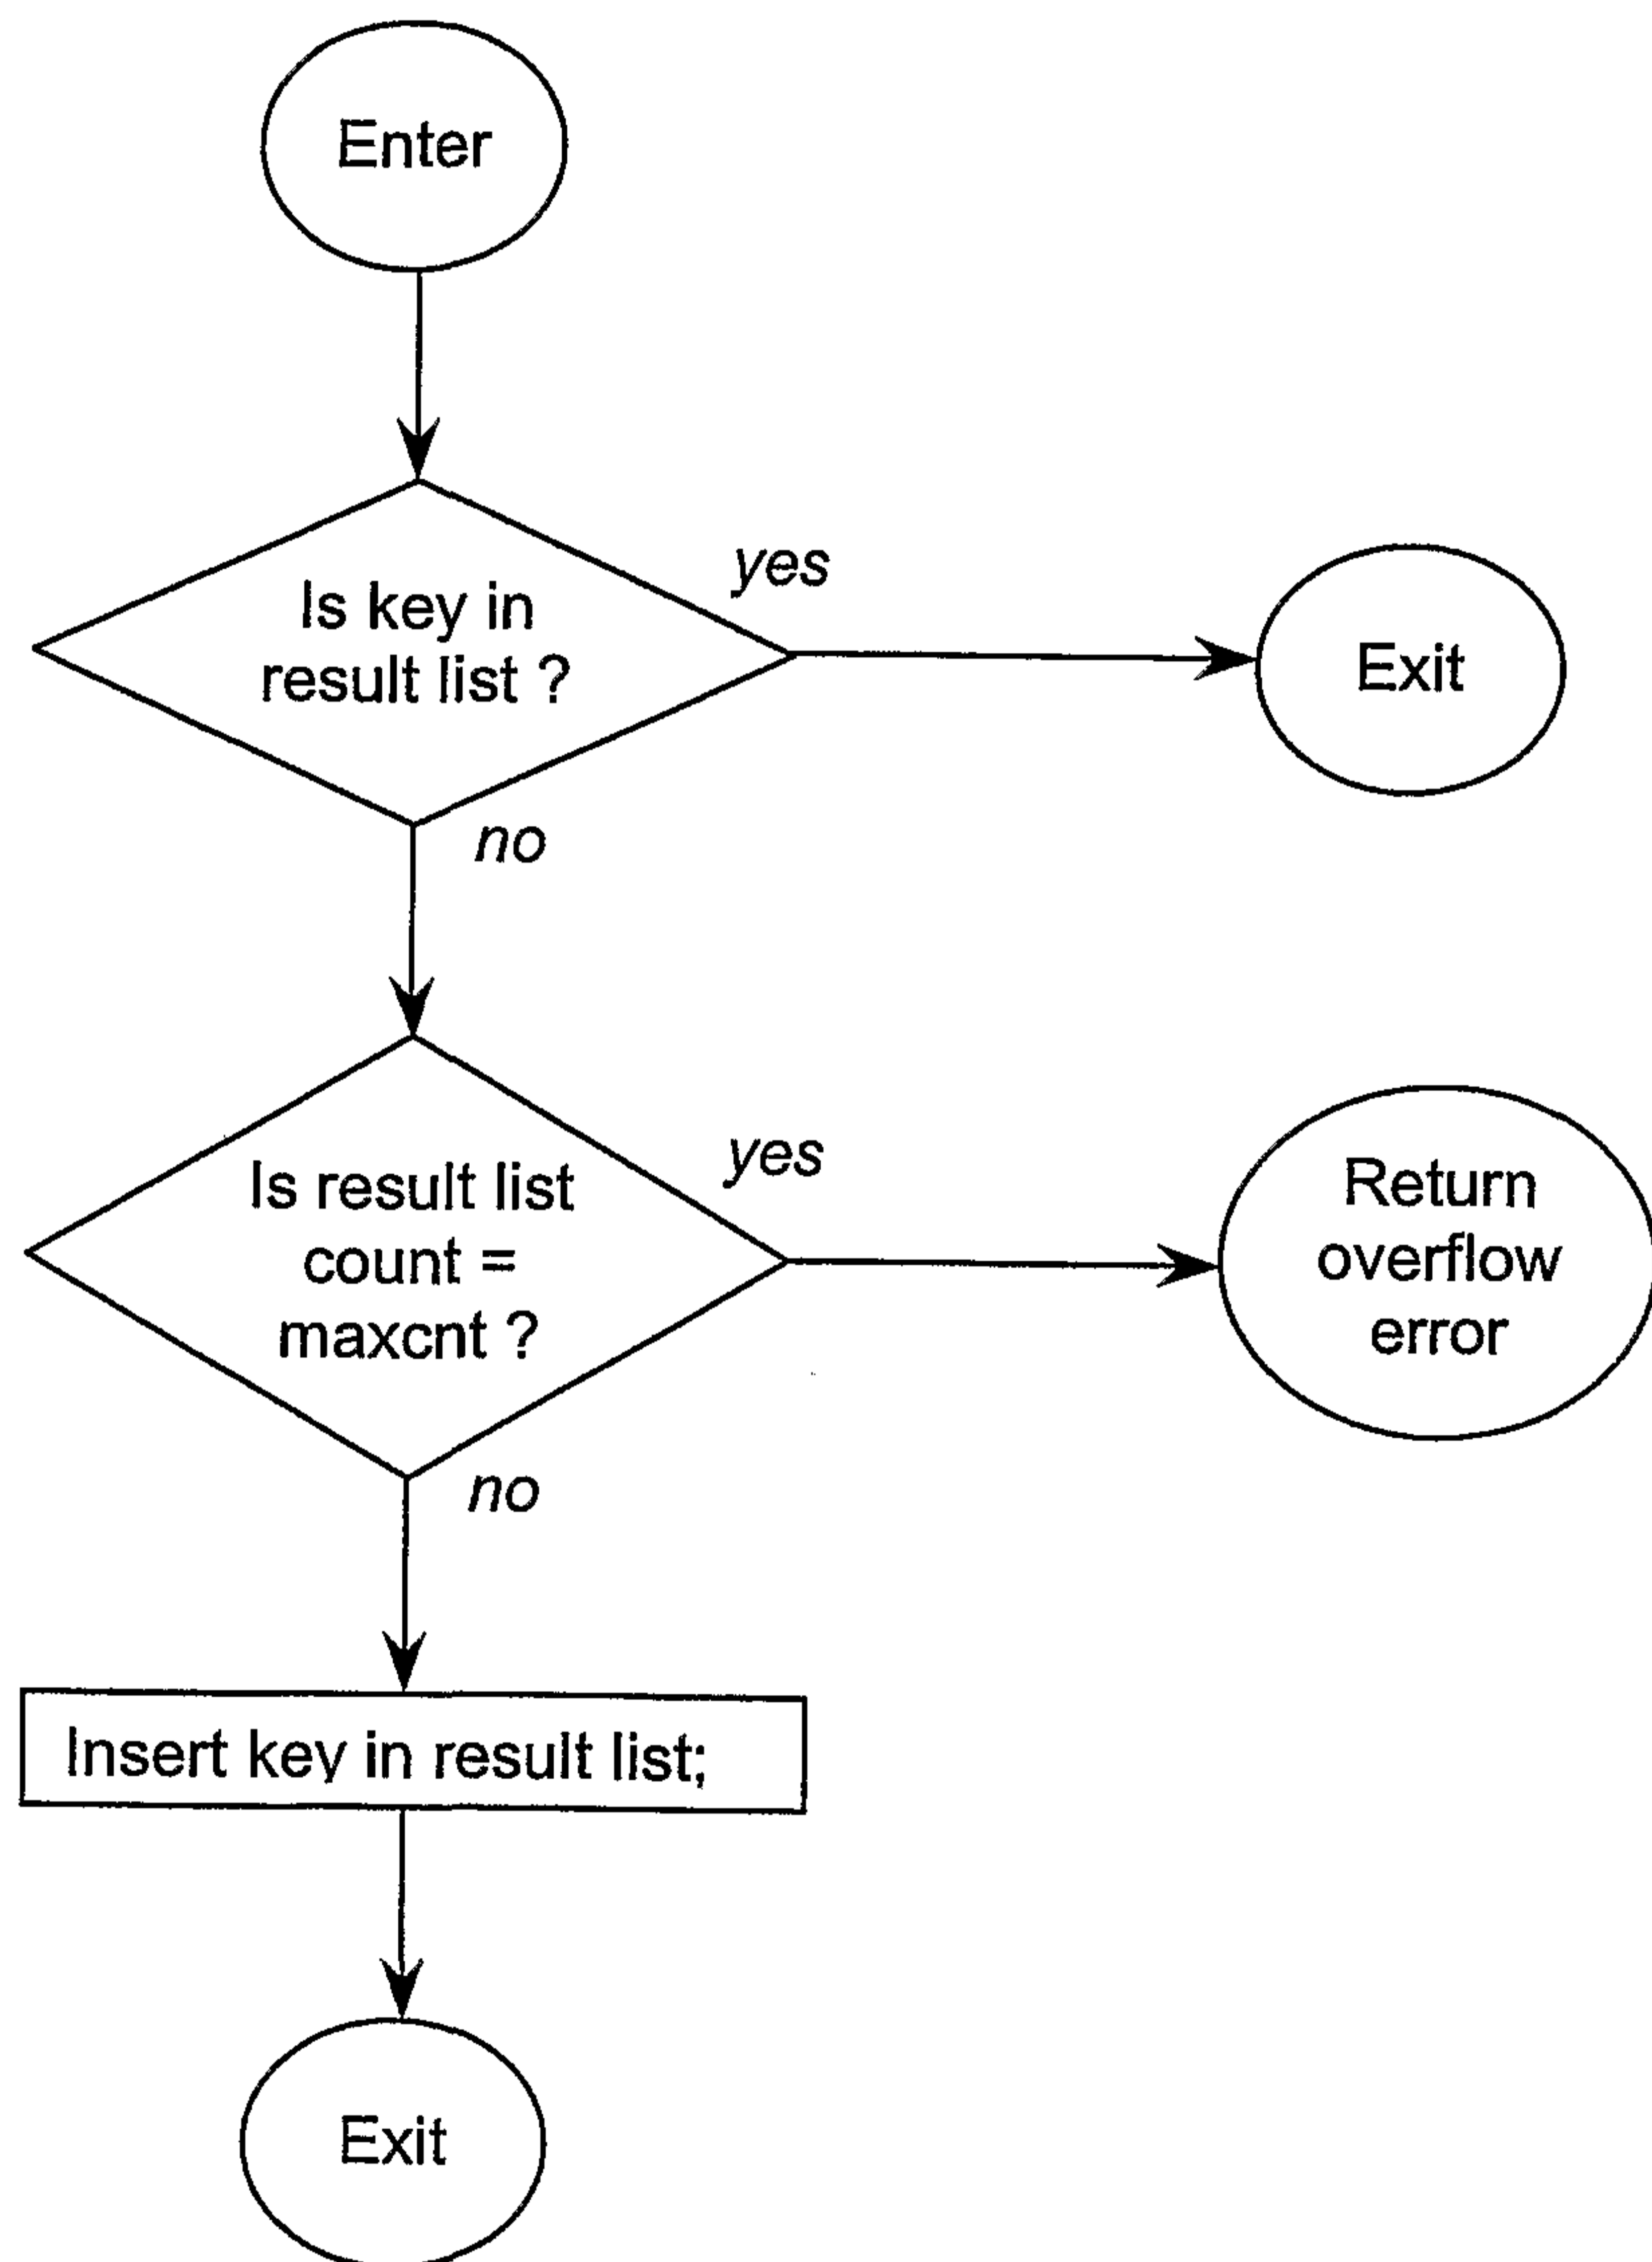 Enter
Is key in
result list ?
yes
Exit
no
Is result list
count =
maxcnt ?
yes
Return
overflow
error
no
Insert key in result list;
Exit